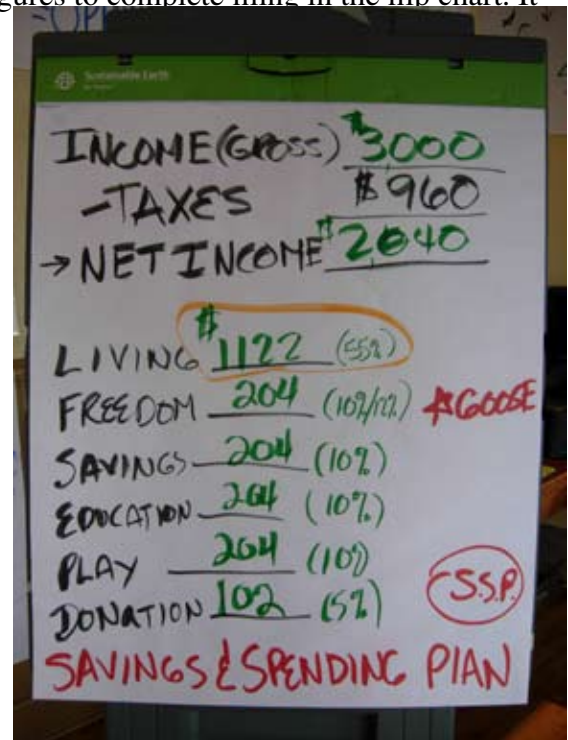 gures to complete filling in the flip chart. It
Sustainable Earth
INCOME (GROSS) $3000
-TAXES $960
→ NET INCOME $2040
LIVING $1122 (55%)
FREEDOM 204 (10%) *GOOSE
SAVINGS 204 (10%)
EDUCATION 204 (10%)
PLAY 204 (10%)
DONATION 102 (5%)
S.S.P.
SAVINGS & SPENDING PLAN